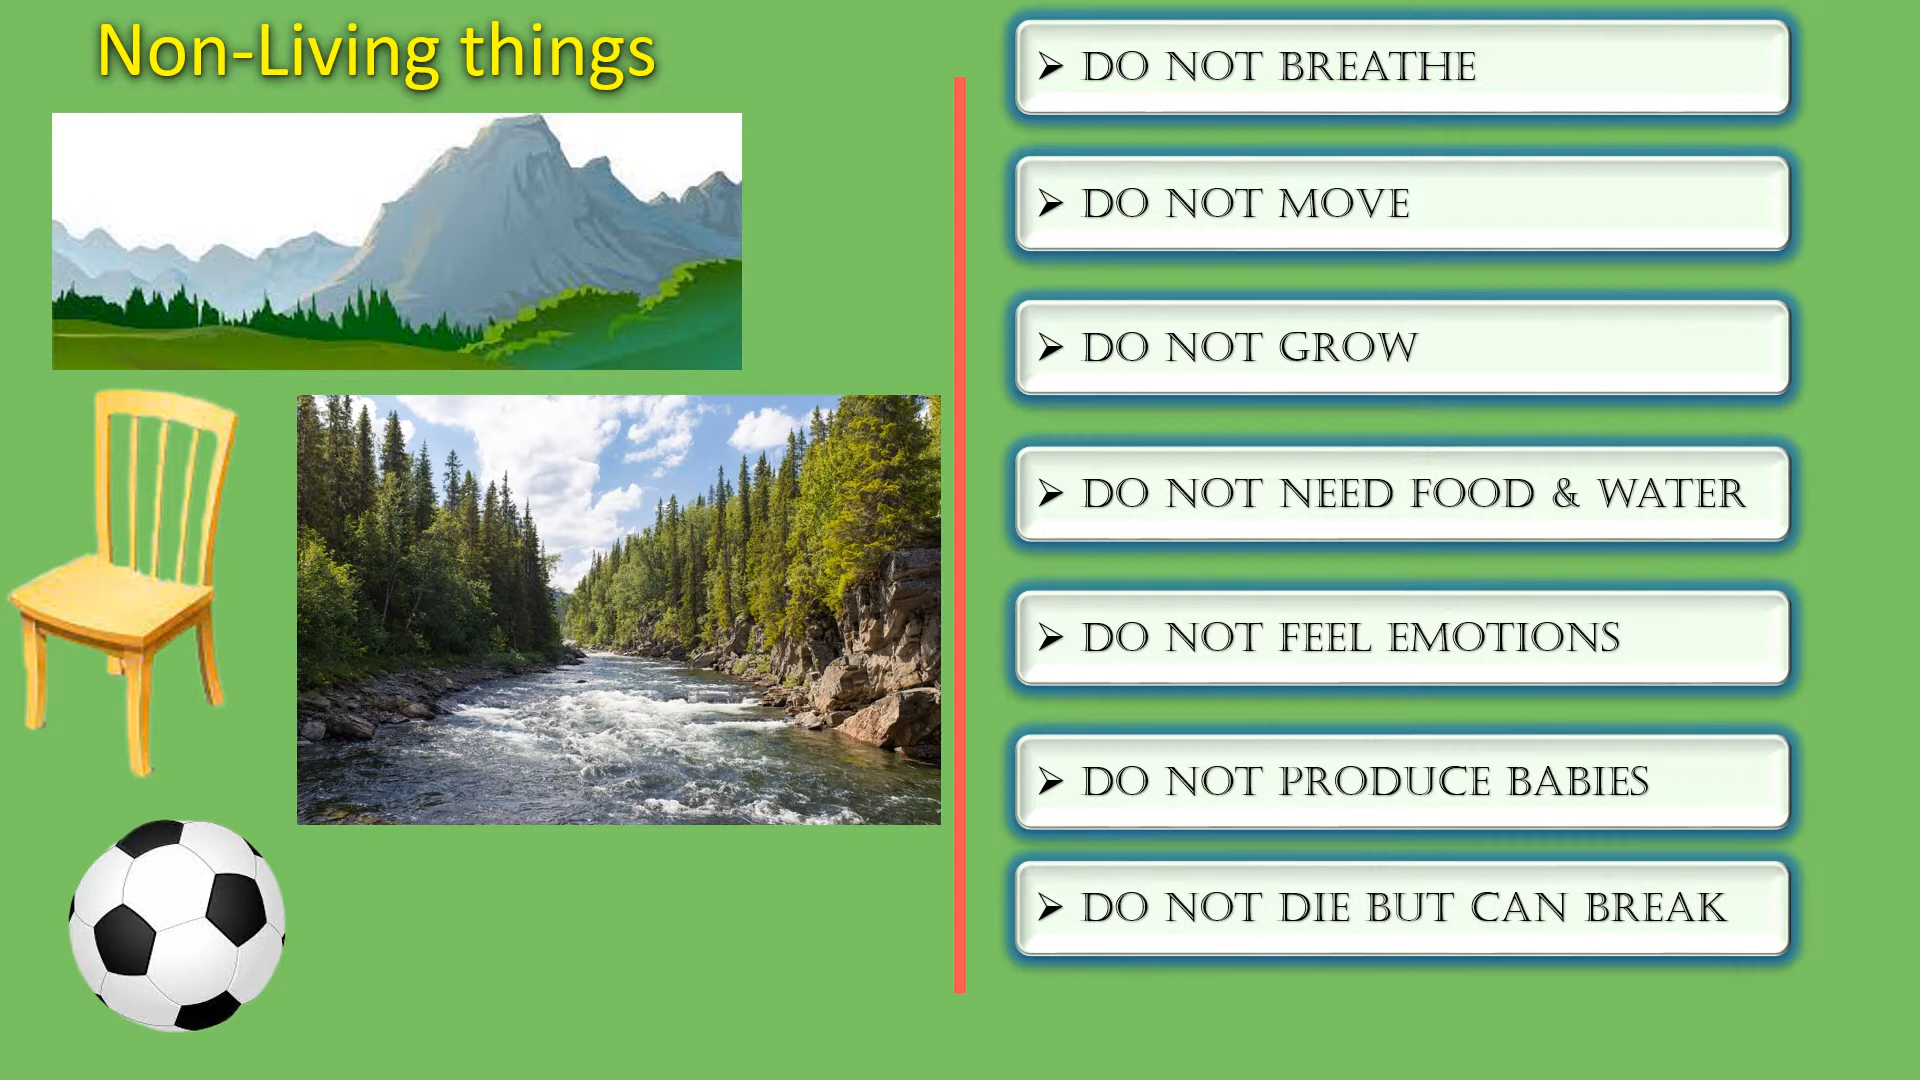 Non-Living things
➢ DO NOT BREATHE
➢ DO NOT MOVE
➢ DO NOT GROW
➢ DO NOT NEED FOOD & WATER
➢ DO NOT FEEL EMOTIONS
➢ DO NOT PRODUCE BABIES
➢ DO NOT DIE BUT CAN BREAK